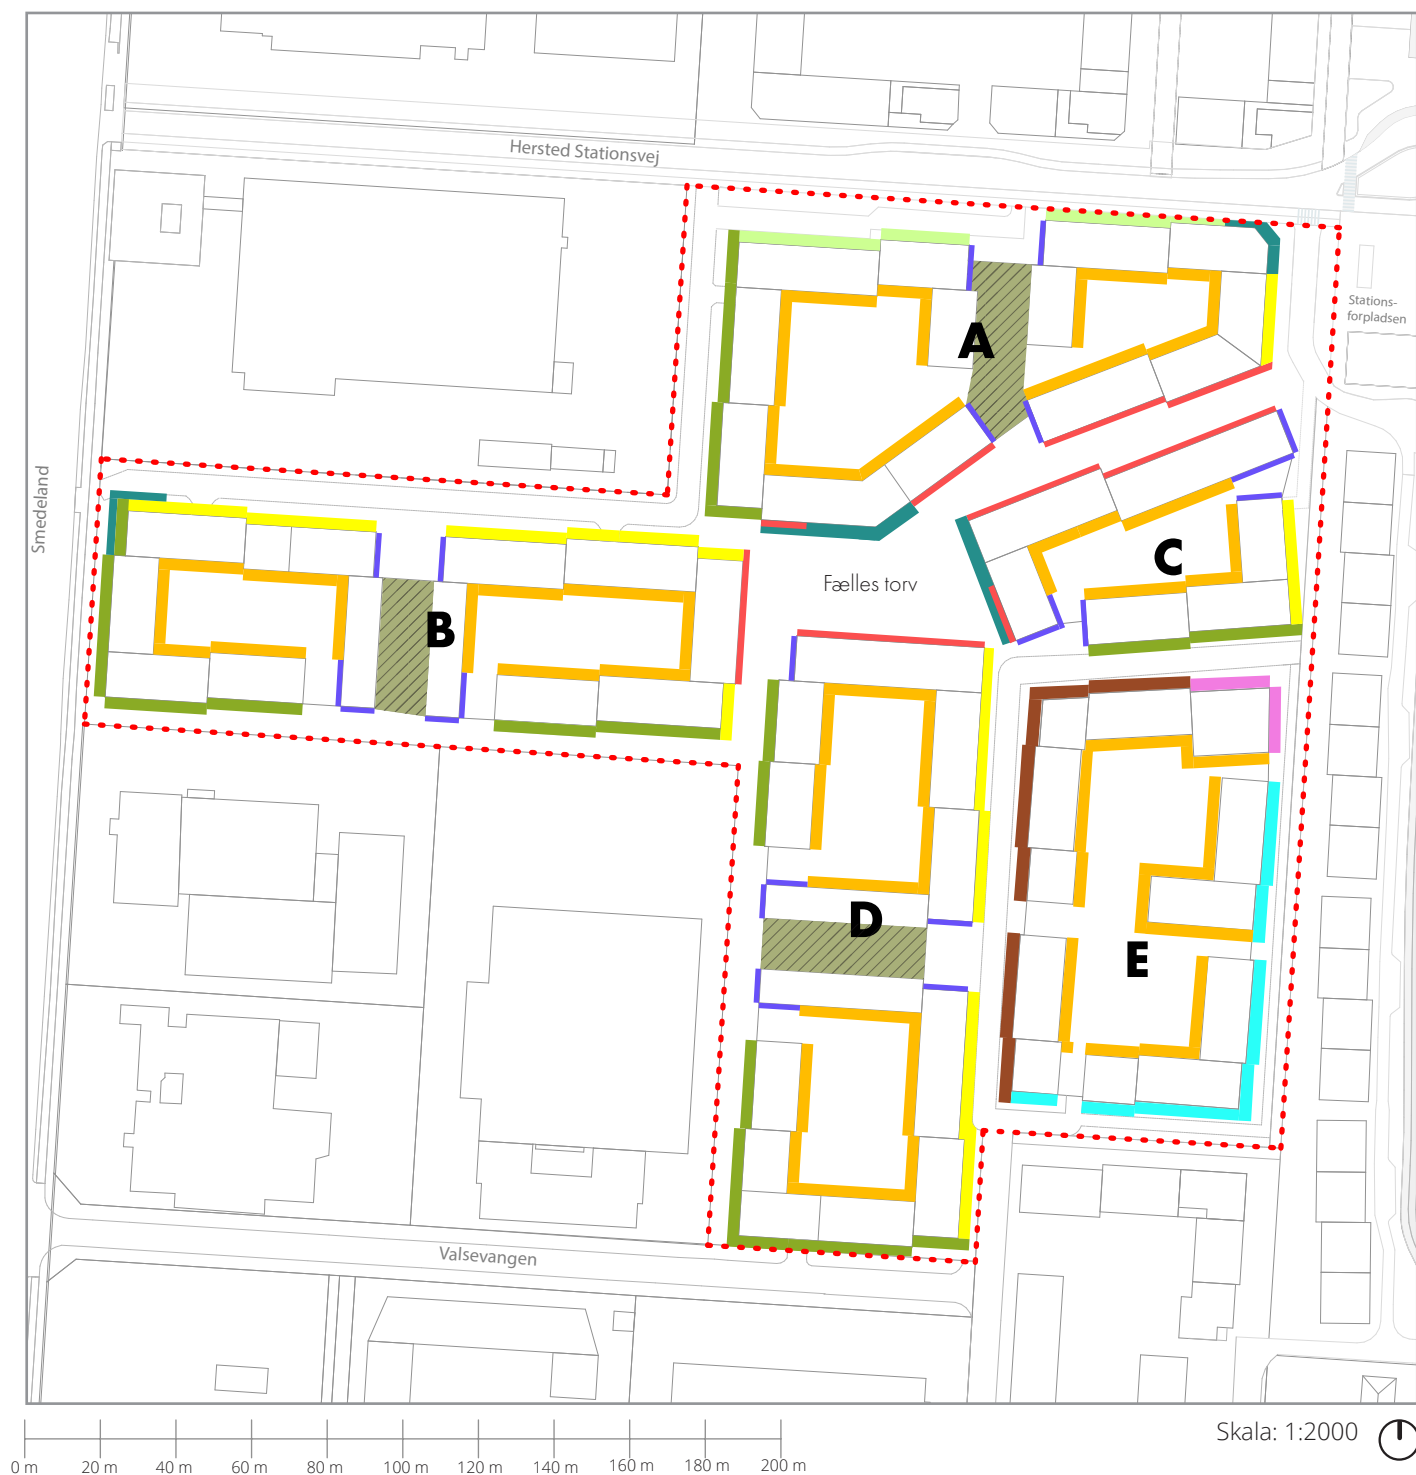 Hersted Stationsvej
Stations-
forpladsen
A
Smedeland
C
Fælles torv
B
D
E
Valsevangen
Skala: 1:2000
0 m 20 m 40 m 60 m 80 m 100 m 120 m 140 m 160 m 180 m 200 m